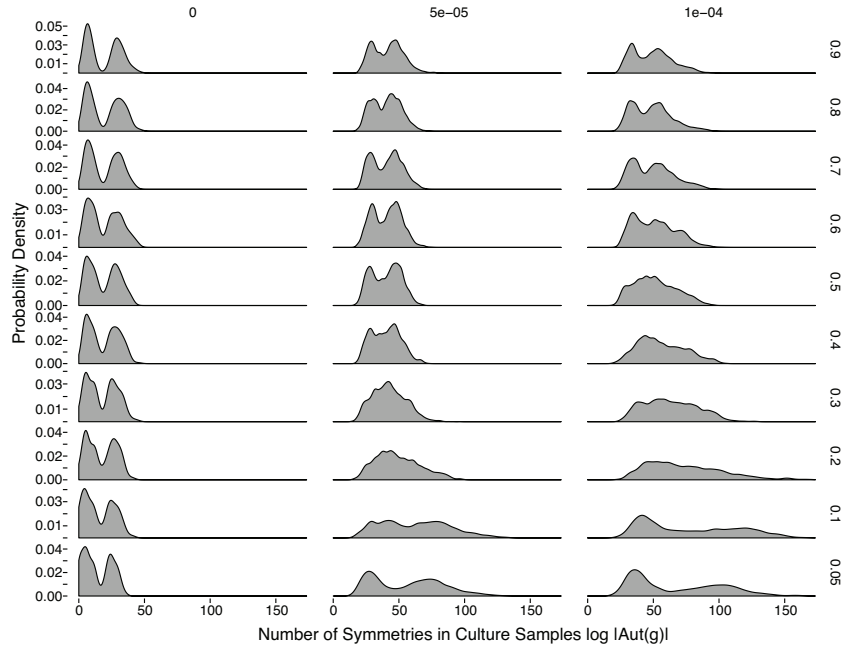 0 5e-05 1e-04
Probability Density
0.05 0.03 0.01 0.9
0.04 0.02 0.00 0.8
0.04 0.02 0.00 0.7
0.03 0.01 0.6
0.04 0.02 0.00 0.5
0.04 0.02 0.00 0.4
0.03 0.01 0.3
0.04 0.02 0.00 0.2
0.03 0.01 0.1
0.04 0.02 0.00 0.05
0 50 100 150 0 50 100 150 0 50 100 150
Number of Symmetries in Culture Samples log |Aut(g)|